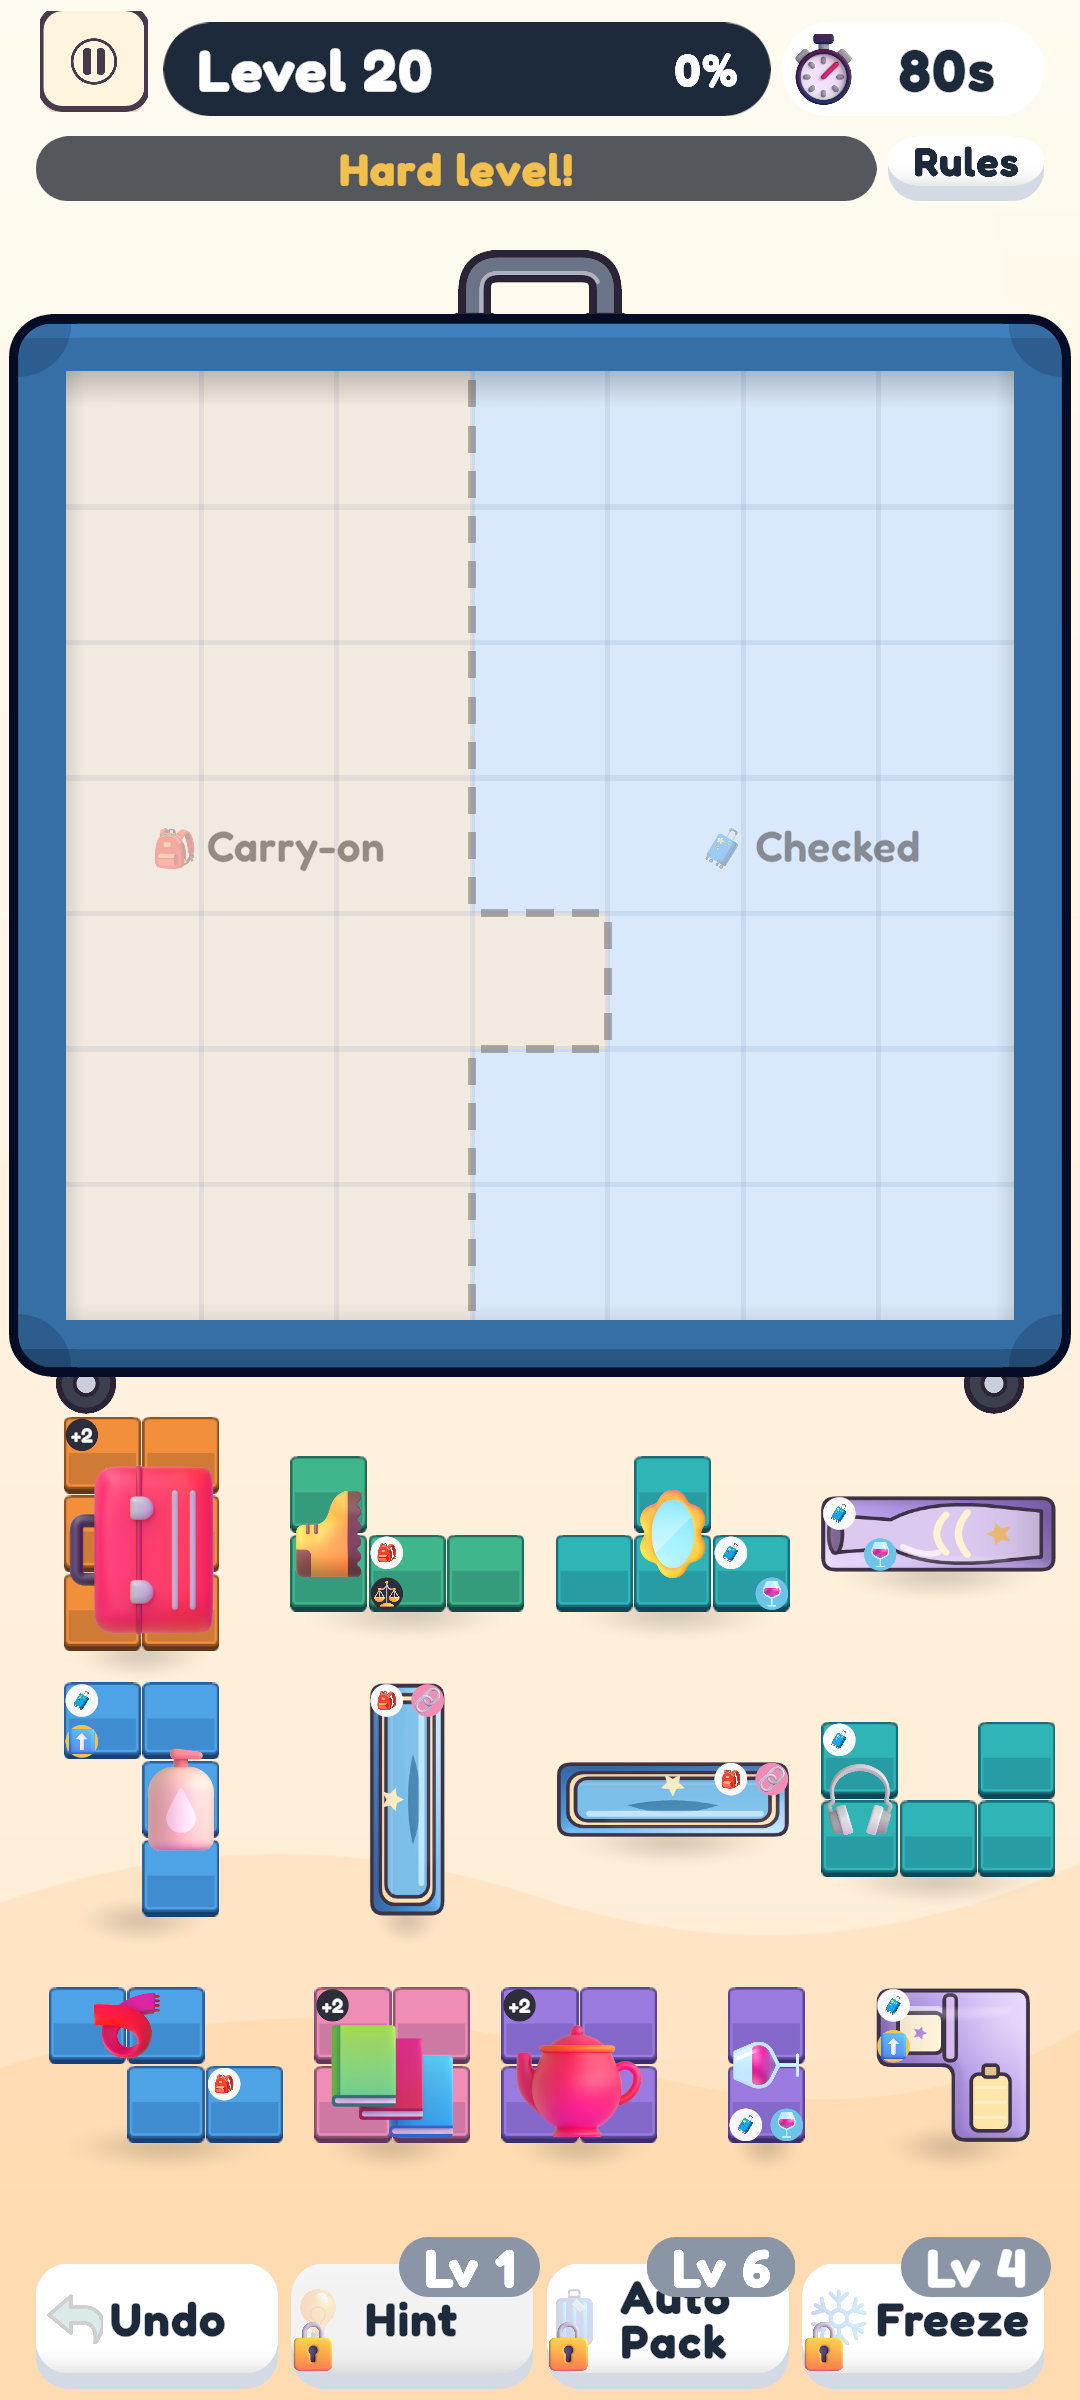 Level 20 0% 80s
Hard level! Rules
Carry-on Checked
+2
+2 +2
Lv 1 Lv 6 Lv 4
Undo Hint Auto Pack Freeze